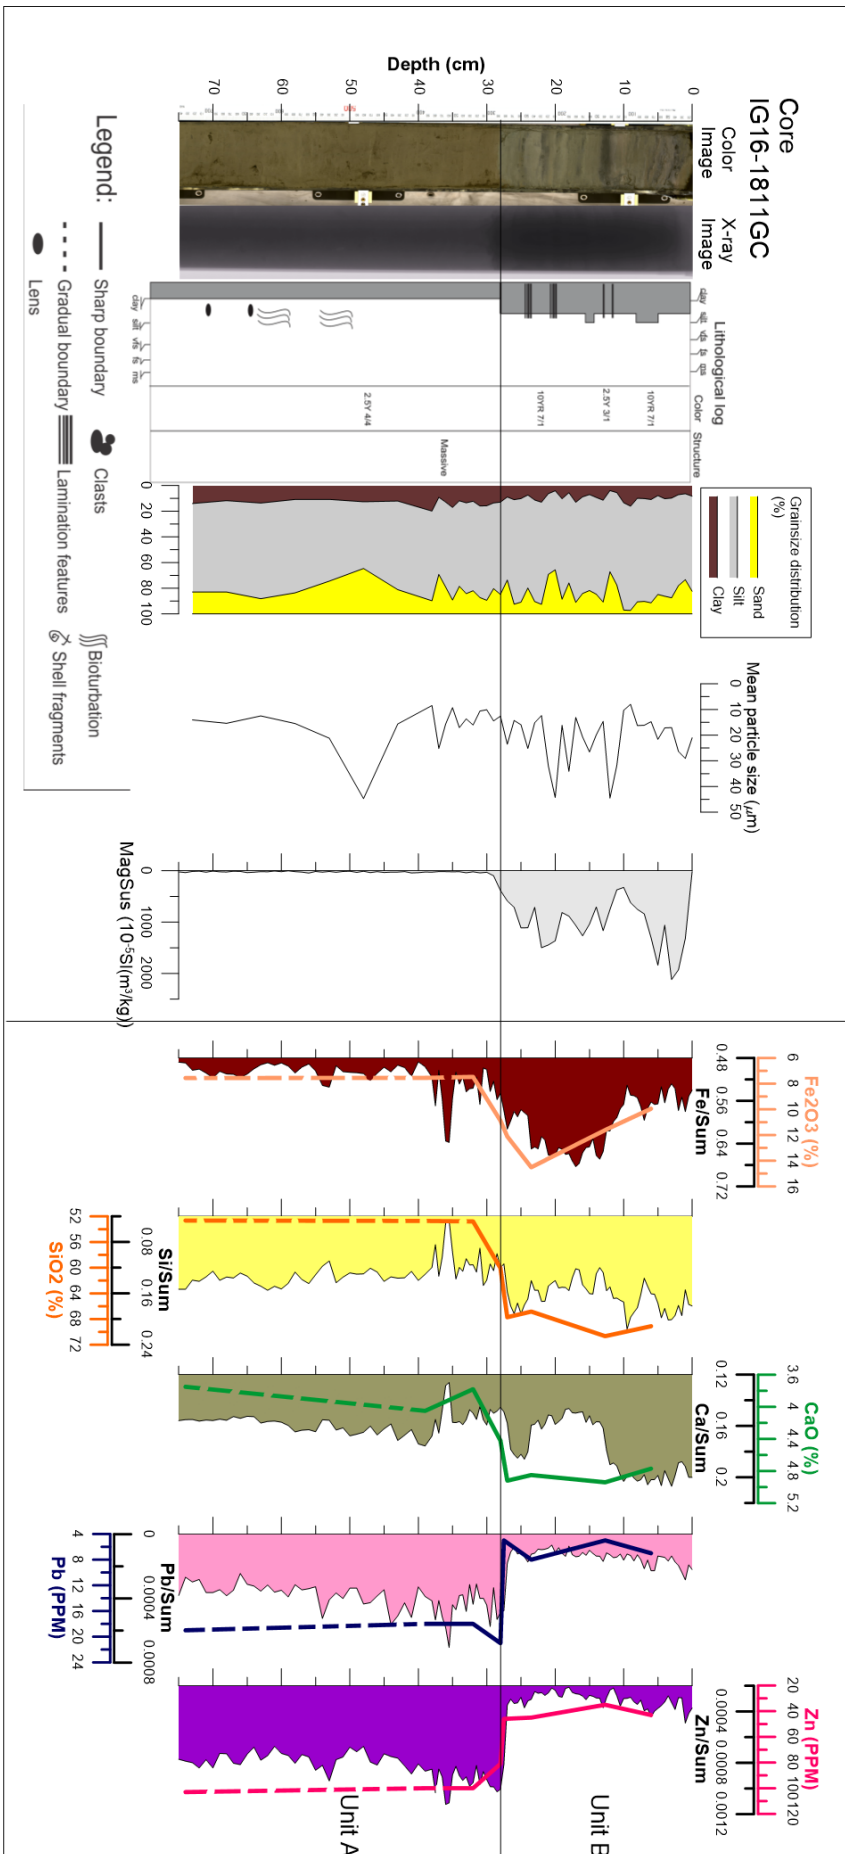 Core
IG16-1811GC
Depth (cm)
0
10
20
30
40
50
60
70
Color
Image
X-ray
Image
Lithological log
clay
silt
vfs
fs
ms
clay
silt
vfs
fs
ms
Color
10YR 7/1
2.5Y 3/1
10YR 7/1
2.5Y 4/4
Structure
Massive
Grainsize distribution
(%)
Sand
Silt
Clay
0
20
40
60
80
100
Mean particle size (μm)
0
10
20
30
40
50
MagSus (10⁻⁵SI(m³/kg))
0
1000
2000
Fe2O3 (%)
6
8
10
12
14
16
Fe/Sum
0.48
0.56
0.64
0.72
Si/Sum
0.08
0.16
0.24
SiO2 (%)
52
56
60
64
68
72
CaO (%)
3.6
4
4.4
4.8
5.2
Ca/Sum
0.12
0.16
0.2
Pb/Sum
0
0.0004
0.0008
Pb (PPM)
4
8
12
16
20
24
Zn (PPM)
20
40
60
80
100
120
Zn/Sum
0.0004
0.0008
0.0012
Unit B
Unit A
Legend:
Sharp boundary
Gradual boundary
Lens
Clasts
Lamination features
Bioturbation
Shell fragments